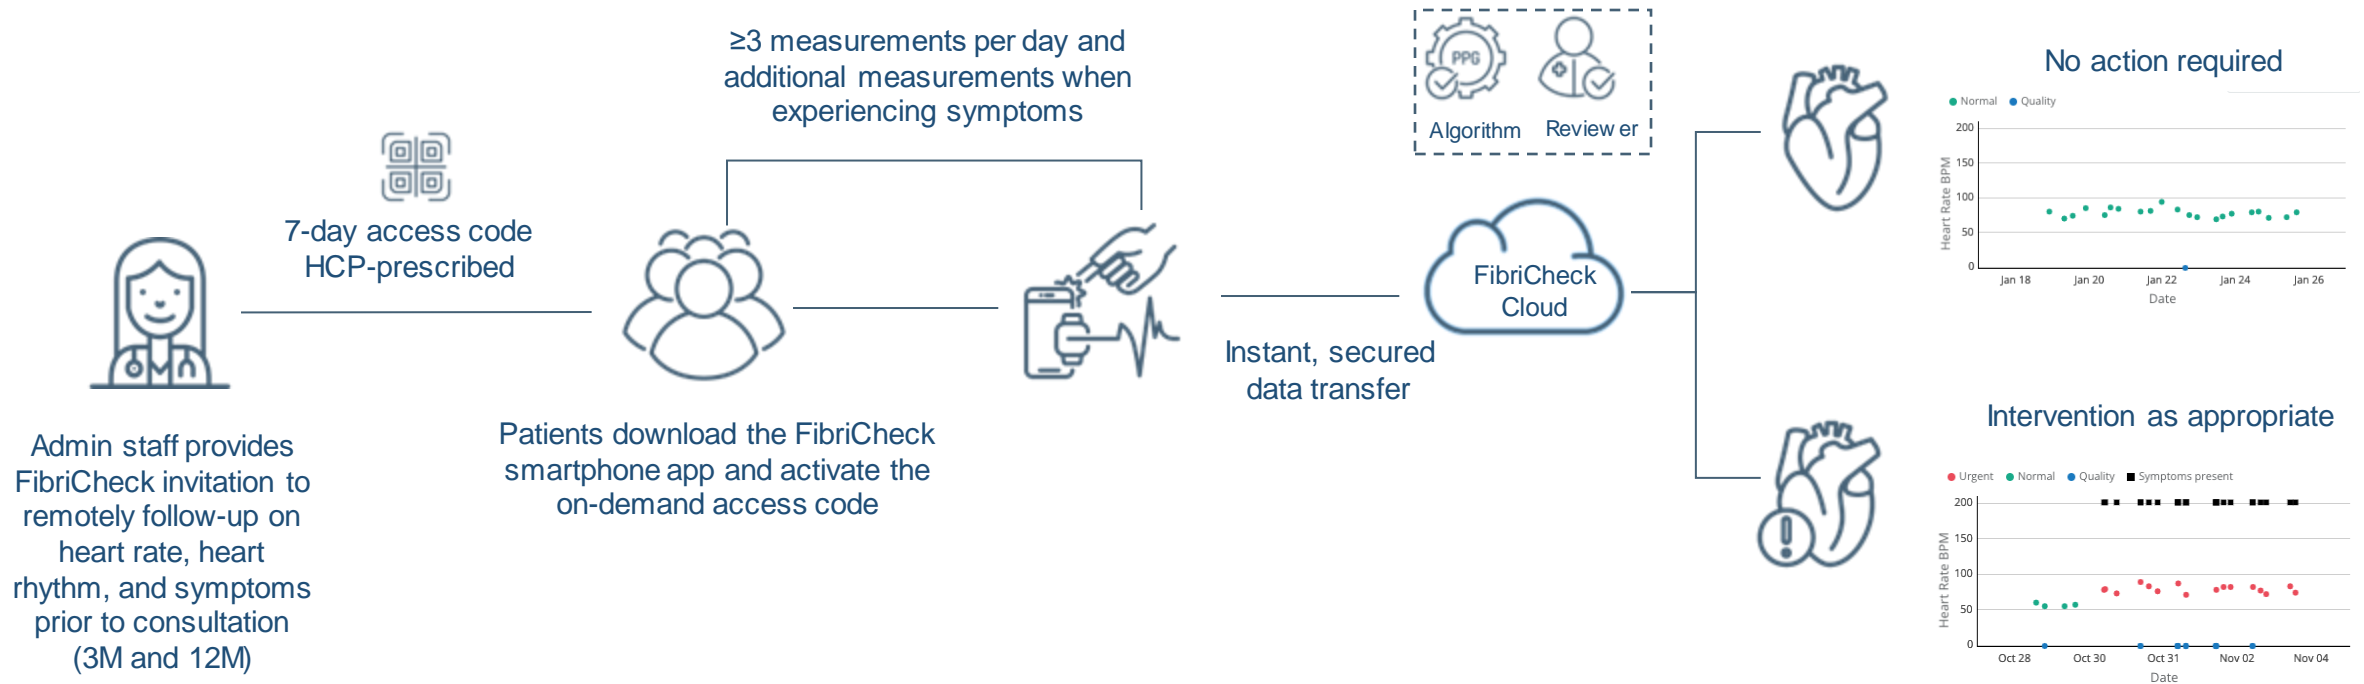 ≥3 measurements per day and
additional measurements when
experiencing symptoms
7-day access code
HCP-prescribed
Admin staff provides
FibriCheck invitation to
remotely follow-up on
heart rate, heart
rhythm, and symptoms
prior to consultation
(3M and 12M)
Patients download the FibriCheck
smartphone app and activate the
on-demand access code
Instant, secured
data transfer
PPG
Algorithm Reviewer
FibriCheck
Cloud
No action required
Normal Quality
Heart Rate BPM
200
150
100
50
0
Jan 18 Jan 20 Jan 22 Jan 24 Jan 26
Date
Intervention as appropriate
Urgent Normal Quality Symptoms present
Heart Rate BPM
200
150
100
50
0
Oct 28 Oct 30 Oct 31 Nov 02 Nov 04
Date